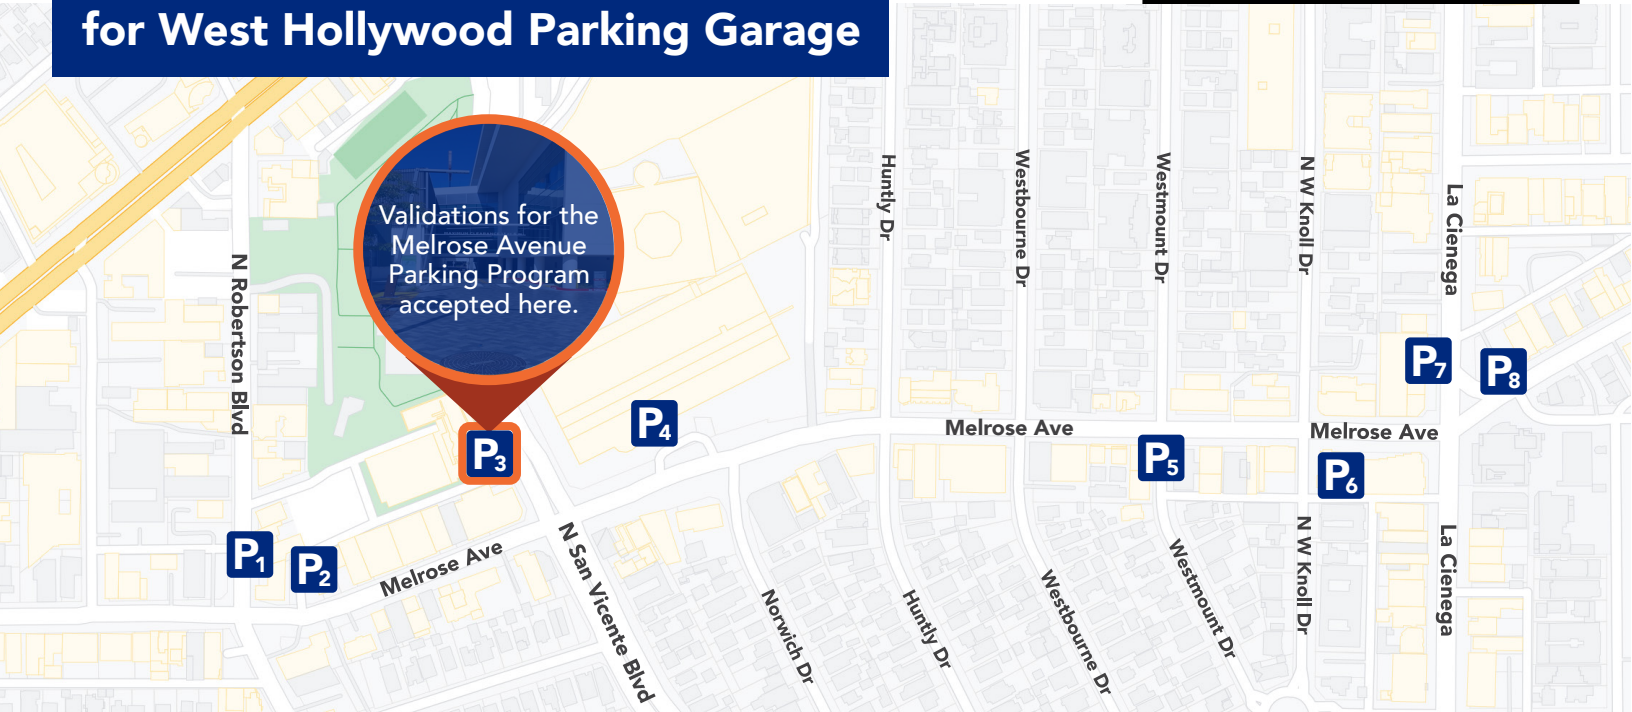 for West Hollywood Parking Garage
Validations for the
Melrose Avenue
Parking Program
accepted here.
Huntly Dr
Westbourne Dr
Westmount Dr
N W Knoll Dr
La Cienega
N Robertson Blvd
P7
P8
P4
Melrose Ave
Melrose Ave
P3
P5
P6
P1
P2
Melrose Ave
N San Vicente Blvd
Norwich Dr
Huntly Dr
Westbourne Dr
Westmount Dr
N W Knoll Dr
La Cienega